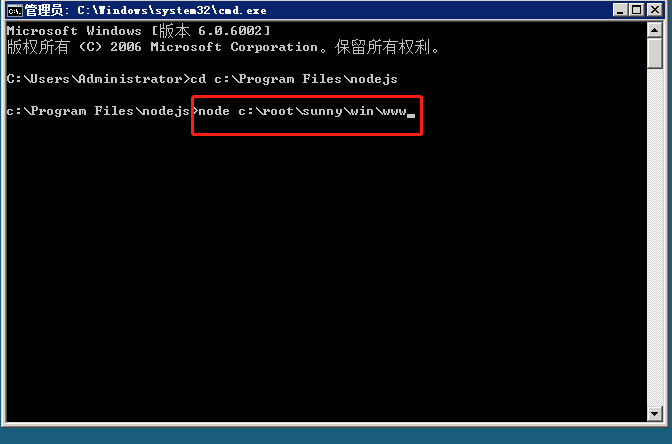 管理员: C:\Windows\system32\cmd.exe
Microsoft Windows [版本 6.0.6002]
版权所有 (C) 2006 Microsoft Corporation。保留所有权利。
C:\Users\Administrator>cd c:\Program Files\nodejs
c:\Program Files\nodejs>node c:\root\sunny\win\www_